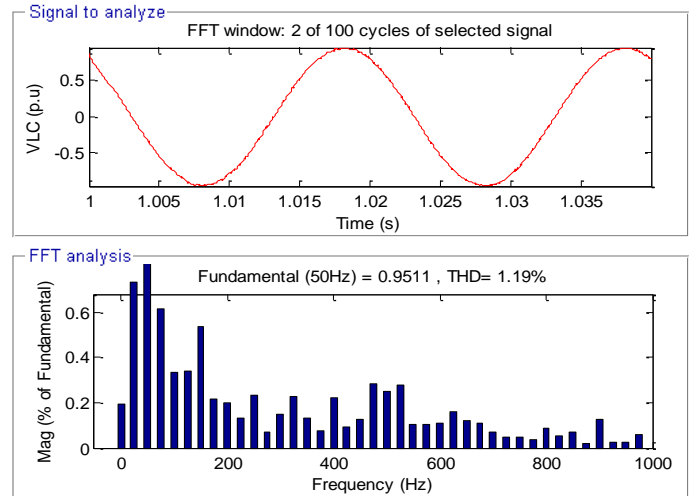 Signal to analyze
FFT window: 2 of 100 cycles of selected signal
VLC (p.u)
0.5
0
-0.5
1 1.005 1.01 1.015 1.02 1.025 1.03 1.035
Time (s)
FFT analysis
Fundamental (50Hz) = 0.9511 , THD= 1.19%
Mag (% of Fundamental)
0.6
0.4
0.2
0
0 200 400 600 800 1000
Frequency (Hz)